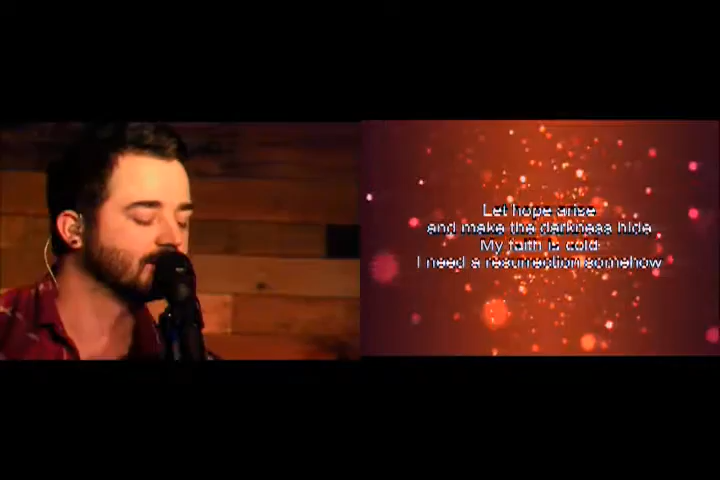 Let hope arise
and make the darkness hide
My faith is cold
I need a resurrection somehow